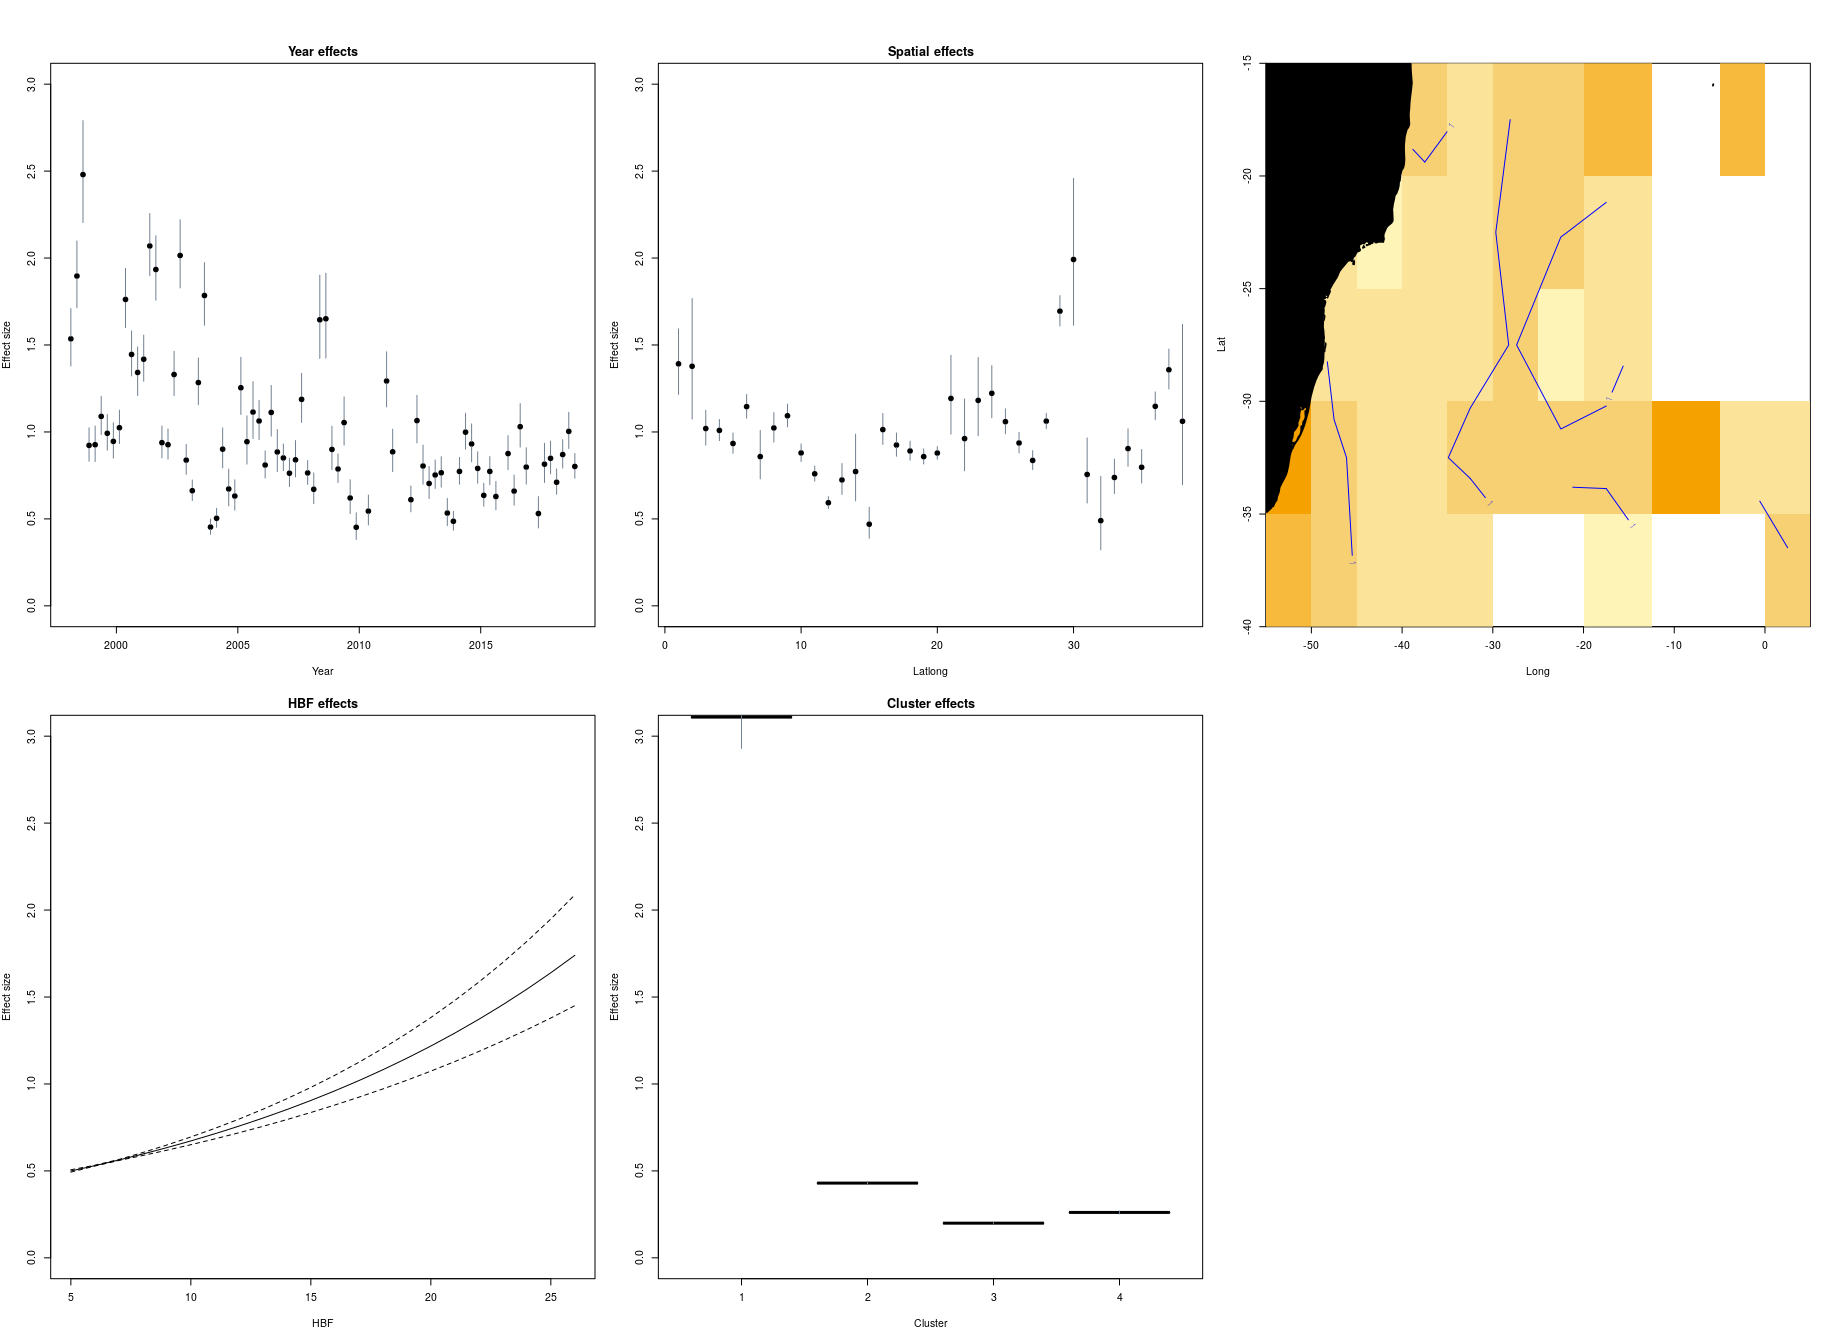 Year effects
3.0
2.5
2.0
1.5
1.0
0.5
0.0
Effect size
2000 2005 2010 2015
Year
Spatial effects
3.0
2.5
2.0
1.5
1.0
0.5
0.0
Effect size
0 10 20 30
Latlong
-15
-20
-25
-30
-35
-40
Lat
-50 -40 -30 -20 -10 0
Long
HBF effects
3.0
2.5
2.0
1.5
1.0
0.5
0.0
Effect size
5 10 15 20 25
HBF
Cluster effects
3.0
2.5
2.0
1.5
1.0
0.5
0.0
Effect size
1 2 3 4
Cluster